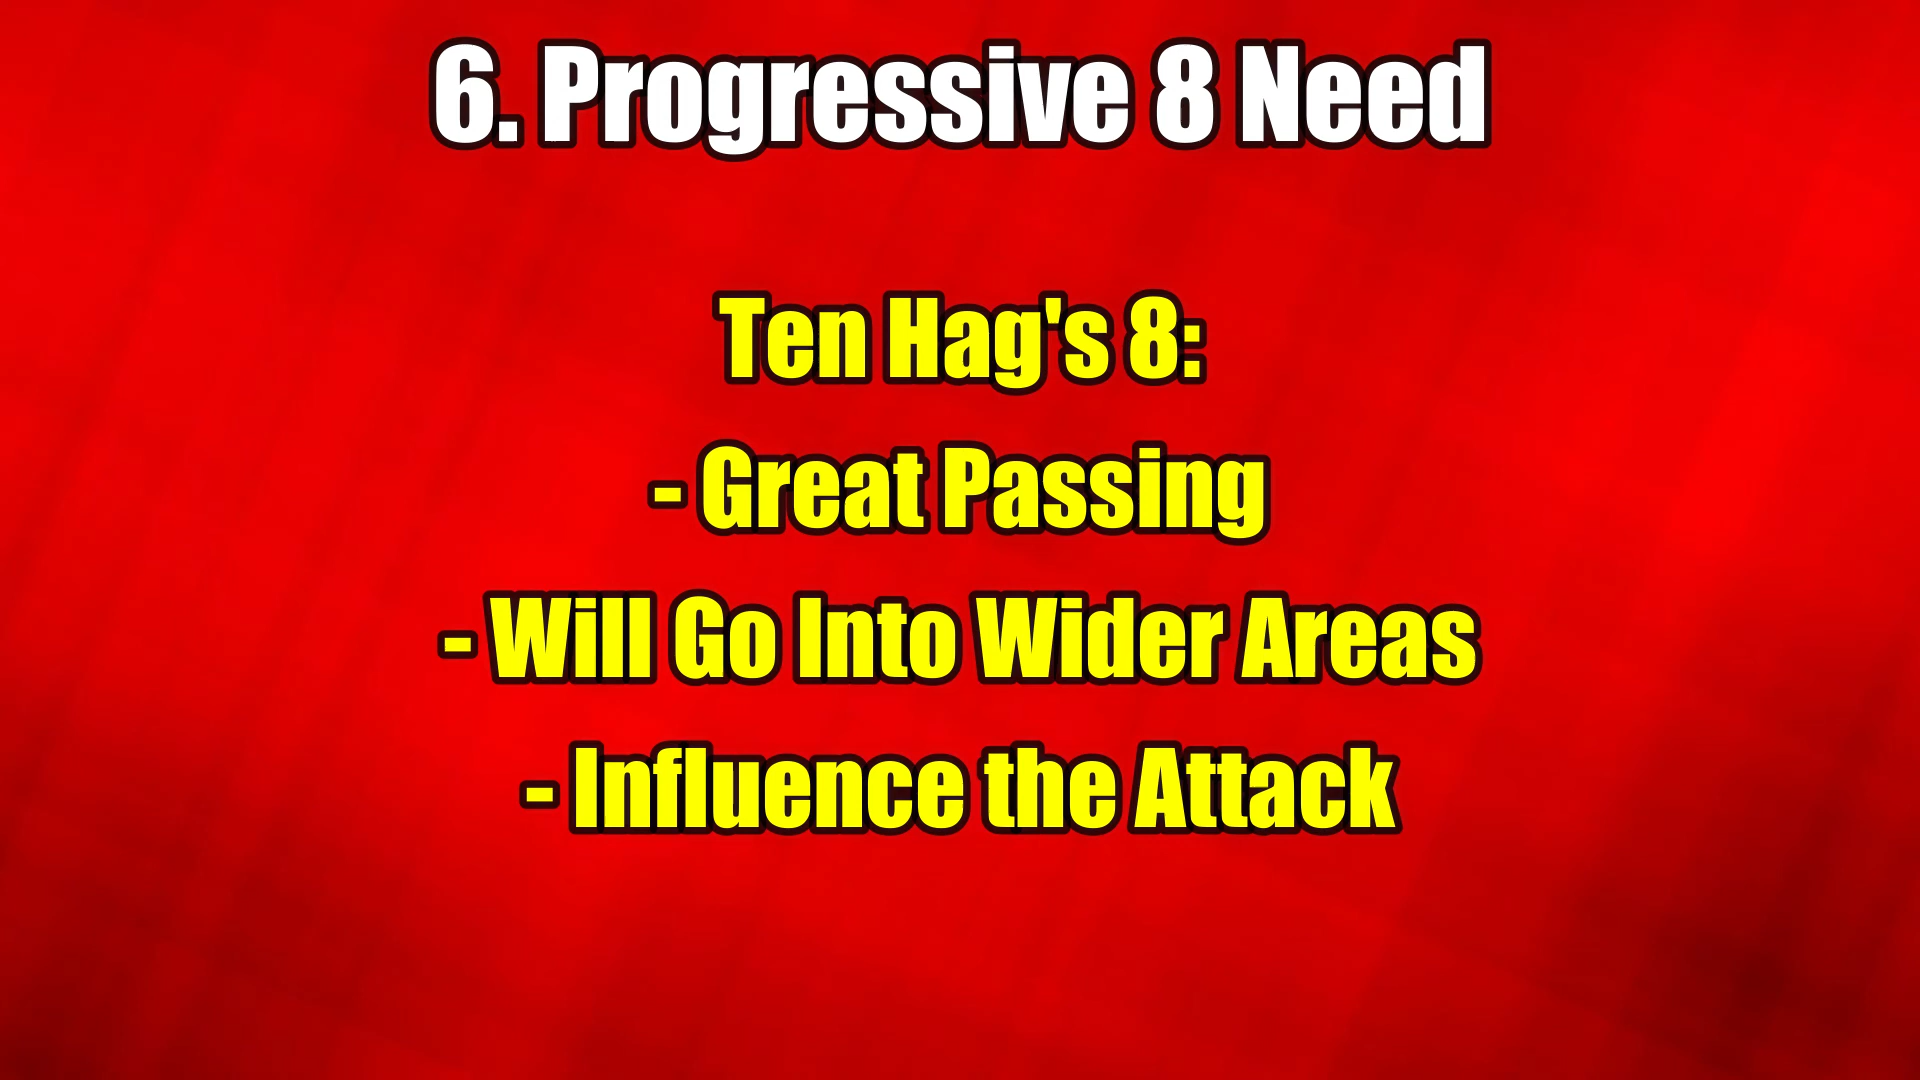 6. Progressive 8 Need
Ten Hag's 8:
- Great Passing
- Will Go Into Wider Areas
- Influence the Attack